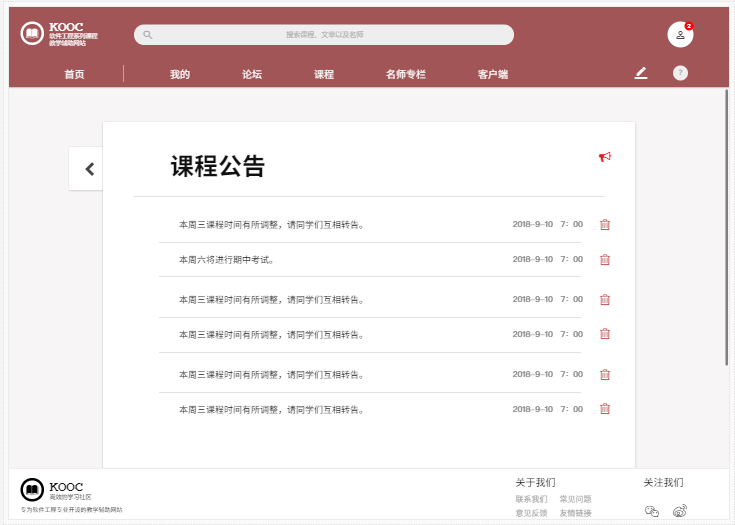 KOOC
软件工程系列课程
教学辅助网站
搜索课程、文章以及名师
2
首页
我的
论坛
课程
名师专栏
客户端
?
课程公告
本周三课程时间有所调整，请同学们互相转告。 2018-9-10 7：00
本周六将进行期中考试。 2018-9-10 7：00
本周三课程时间有所调整，请同学们互相转告。 2018-9-10 7：00
本周三课程时间有所调整，请同学们互相转告。 2018-9-10 7：00
本周三课程时间有所调整，请同学们互相转告。 2018-9-10 7：00
本周三课程时间有所调整，请同学们互相转告。 2018-9-10 7：00
KOOC
高效的学习社区
专为软件工程专业开设的教学辅助网站
关于我们
联系我们 常见问题
意见反馈 友情链接
关注我们